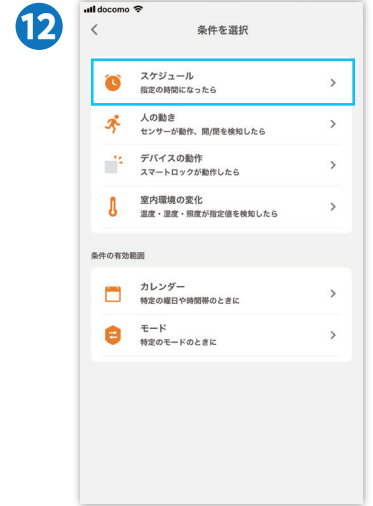 12
docomo
条件を選択
スケジュール
指定の時間になったら
人の動き
センサーが動作、開/閉を検知したら
デバイスの動作
スマートロックが動作したら
室内環境の変化
温度・湿度・照度が指定値を検知したら
条件の有効範囲
カレンダー
特定の曜日や時間帯のときに
モード
特定のモードのときに